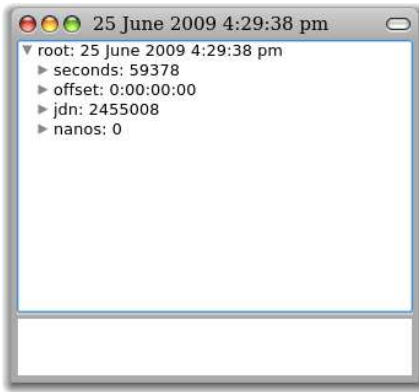 25 June 2009 4:29:38 pm
root: 25 June 2009 4:29:38 pm
seconds: 59378
offset: 0:00:00:00
jdn: 2455008
nanos: 0